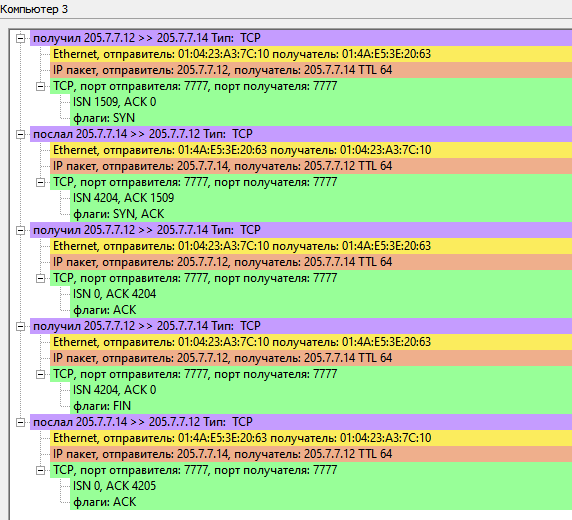 Компьютер 3
получил 205.7.7.12 >> 205.7.7.14 Тип: TCP
Ethernet, отправитель: 01:04:23:A3:7C:10 получатель: 01:4A:E5:3E:20:63
IP пакет, отправитель: 205.7.7.12, получатель: 205.7.7.14 TTL 64
TCP, порт отправителя: 7777, порт получателя: 7777
ISN 1509, ACK 0
флаги: SYN
послал 205.7.7.14 >> 205.7.7.12 Тип: TCP
Ethernet, отправитель: 01:4A:E5:3E:20:63 получатель: 01:04:23:A3:7C:10
IP пакет, отправитель: 205.7.7.14, получатель: 205.7.7.12 TTL 64
TCP, порт отправителя: 7777, порт получателя: 7777
ISN 4204, ACK 1509
флаги: SYN, ACK
получил 205.7.7.12 >> 205.7.7.14 Тип: TCP
Ethernet, отправитель: 01:04:23:A3:7C:10 получатель: 01:4A:E5:3E:20:63
IP пакет, отправитель: 205.7.7.12, получатель: 205.7.7.14 TTL 64
TCP, порт отправителя: 7777, порт получателя: 7777
ISN 0, ACK 4204
флаги: ACK
получил 205.7.7.12 >> 205.7.7.14 Тип: TCP
Ethernet, отправитель: 01:04:23:A3:7C:10 получатель: 01:4A:E5:3E:20:63
IP пакет, отправитель: 205.7.7.12, получатель: 205.7.7.14 TTL 64
TCP, порт отправителя: 7777, порт получателя: 7777
ISN 4204, ACK 0
флаги: FIN
послал 205.7.7.14 >> 205.7.7.12 Тип: TCP
Ethernet, отправитель: 01:4A:E5:3E:20:63 получатель: 01:04:23:A3:7C:10
IP пакет, отправитель: 205.7.7.14, получатель: 205.7.7.12 TTL 64
TCP, порт отправителя: 7777, порт получателя: 7777
ISN 0, ACK 4205
флаги: ACK